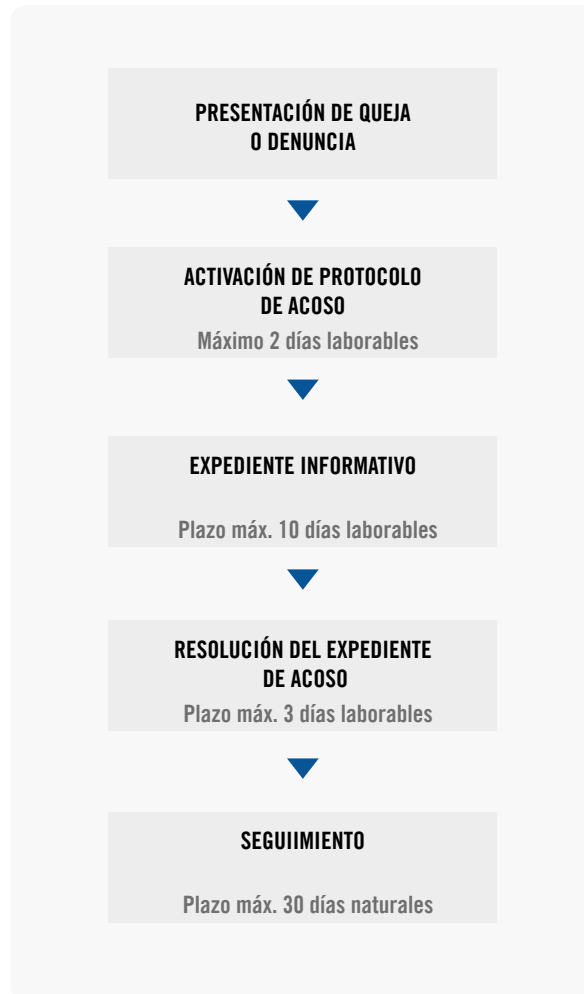 PRESENTACIÓN DE QUEJA
O DENUNCIA
ACTIVACIÓN DE PROTOCOLO
DE ACOSO
Máximo 2 días laborables
EXPEDIENTE INFORMATIVO
Plazo máx. 10 días laborables
RESOLUCIÓN DEL EXPEDIENTE
DE ACOSO
Plazo máx. 3 días laborables
SEGUIIMIENTO
Plazo máx. 30 días naturales